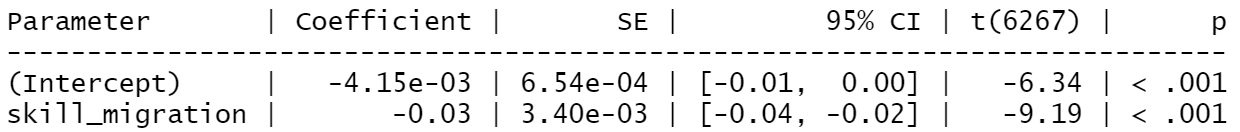 Parameter | Coefficient | SE | 95% CI | t(6267) | p
--------------------------------------------------------------------------------
(Intercept) | -4.15e-03 | 6.54e-04 | [-0.01, 0.00] | -6.34 | < .001
skill_migration | -0.03 | 3.40e-03 | [-0.04, -0.02] | -9.19 | < .001